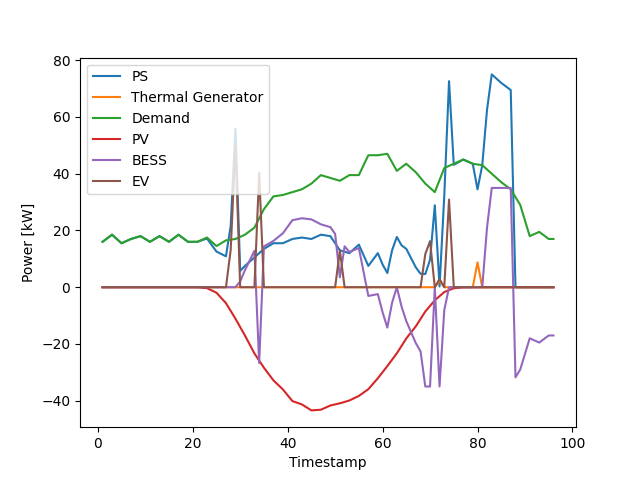 80
60
40
20
0
−20
−40
Power [kW]
PS
Thermal Generator
Demand
PV
BESS
EV
0 20 40 60 80 100
Timestamp